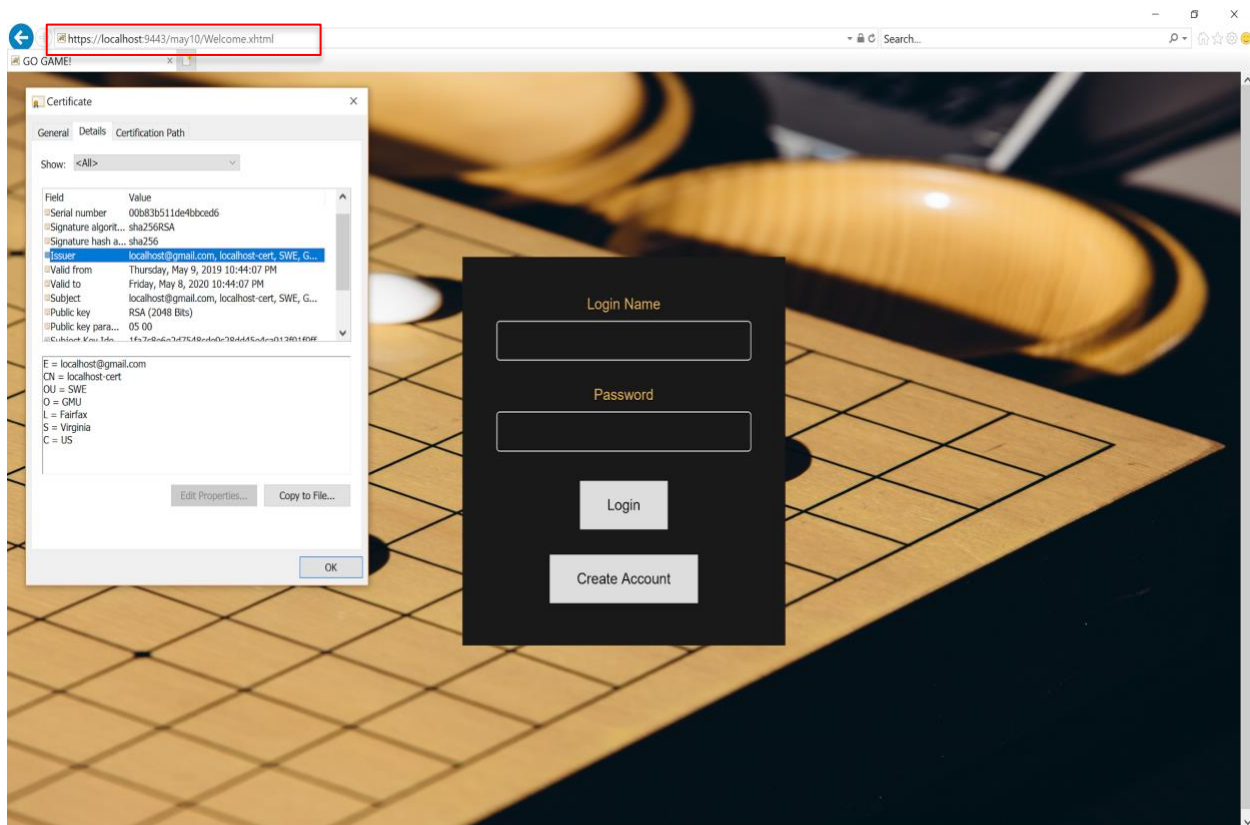 https://localhost:9443/may10/Welcome.xhtml
Search...
GO GAME!
Certificate
General Details Certification Path
Show: <All>
Field Value
Serial number 00b83b511de4bbced6
Signature algorit... sha256RSA
Signature hash a... sha256
Issuer localhost@gmail.com, localhost-cert, SWE, G...
Valid from Thursday, May 9, 2019 10:44:07 PM
Valid to Friday, May 8, 2020 10:44:07 PM
Subject localhost@gmail.com, localhost-cert, SWE, G...
Public key RSA (2048 Bits)
Public key para... 05 00
Subject Key Ide...
E = localhost@gmail.com
CN = localhost-cert
OU = SWE
O = GMU
L = Fairfax
S = Virginia
C = US
Edit Properties... Copy to File...
OK
Login Name
Password
Login
Create Account